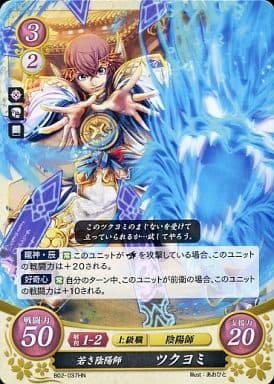 3
2
このツクヨミのまじないを受けて
立っていられるか…試してやろう。
龍神・辰 このユニットが を攻撃している場合、このユニット
の戦闘力は+20される。
好奇心 自分のターン中、このユニットが前衛の場合、このユニッ
トの戦闘力は+10される。
戦闘力
50
射程 1-2
上級職
陰陽師
支援力
20
若き陰陽師 ツクヨミ
B02-037HN
Illust:あおひと